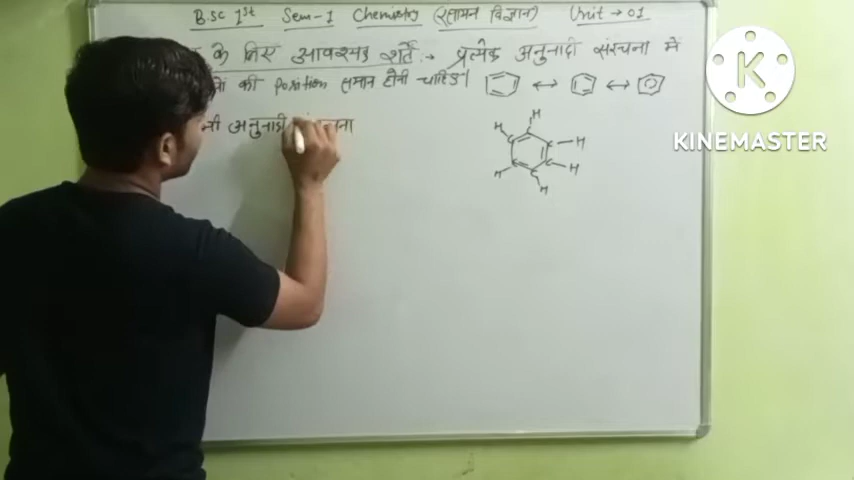 B.sc 1st Sem-1 Chemistry (रसायन विज्ञान) Unit → 01
के लिए आवश्यक शर्तें :→ प्रत्येक अनुनादी संरचना में
की Position समान होनी चाहिए।
अनुनादी
H
H
H
H
H
H
K
KINEMASTER